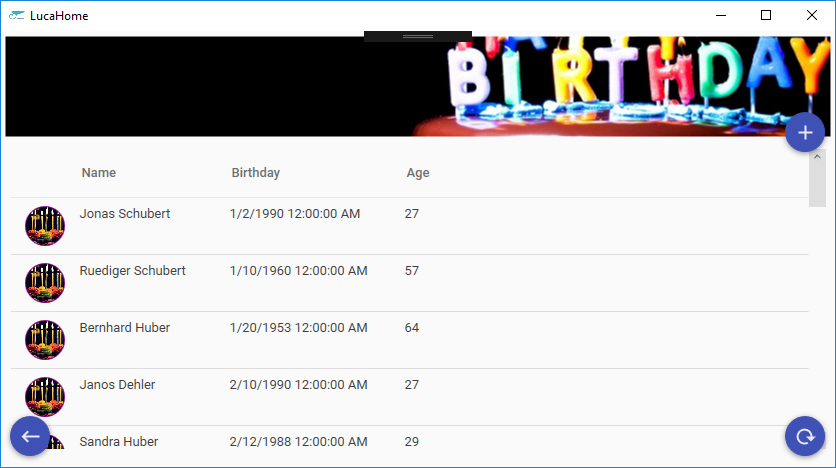 LucaHome
BIRTHDAY
Name Birthday Age
Jonas Schubert 1/2/1990 12:00:00 AM 27
Ruediger Schubert 1/10/1960 12:00:00 AM 57
Bernhard Huber 1/20/1953 12:00:00 AM 64
Janos Dehler 2/10/1990 12:00:00 AM 27
Sandra Huber 2/12/1988 12:00:00 AM 29